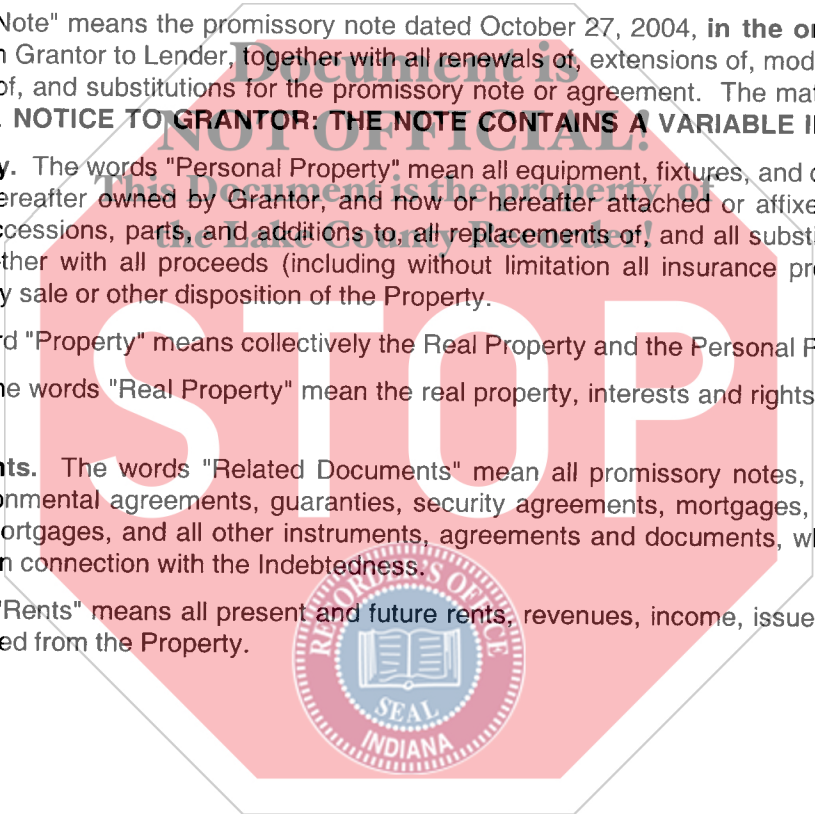 Note" means the promissory note dated October 27, 2004, in the or
Grantor to Lender, together with all renewals of, extensions of, mod
of, and substitutions for the promissory note or agreement. The mat
NOTICE TO GRANTOR: THE NOTE CONTAINS A VARIABLE I
y. The words "Personal Property" mean all equipment, fixtures, and
ereafter owned by Grantor, and now or hereafter attached or affixe
ccessions, parts, and additions to, all replacements of, and all substi
ther with all proceeds (including without limitation all insurance pr
y sale or other disposition of the Property.
rd "Property" means collectively the Real Property and the Personal P
he words "Real Property" mean the real property, interests and rights
nts. The words "Related Documents" mean all promissory notes,
onmental agreements, guaranties, security agreements, mortgages,
ortgages, and all other instruments, agreements and documents, wh
n connection with the Indebtedness.
"Rents" means all present and future rents, revenues, income, issue
ed from the Property.
Document is
NOT OFFICIAL!
This Document is the property of
the Lake County Recorder!
STOP
RECORDER'S OFFICE
SEAL
INDIANA